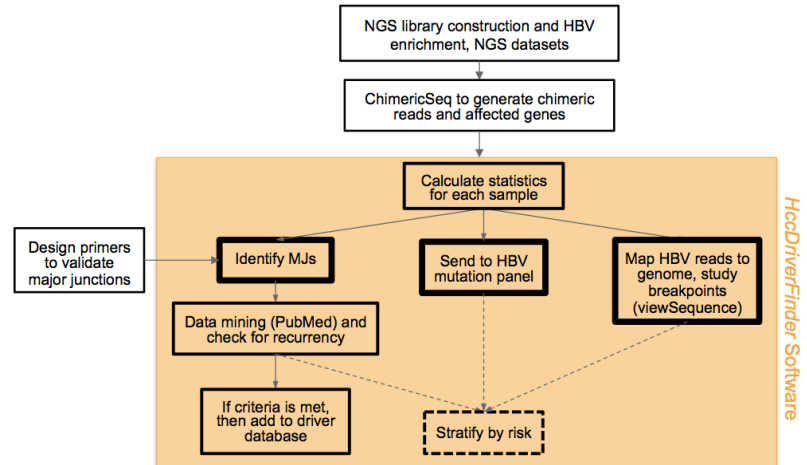 NGS library construction and HBV
enrichment, NGS datasets
ChimericSeq to generate chimeric
reads and affected genes
Calculate statistics
for each sample
Design primers
to validate
major junctions
Identify MJs
Send to HBV
mutation panel
Map HBV reads to
genome, study
breakpoints
(viewSequence)
Data mining (PubMed) and
check for recurrency
If criteria is met,
then add to driver
database
Stratify by risk
HccDriverFinder Software